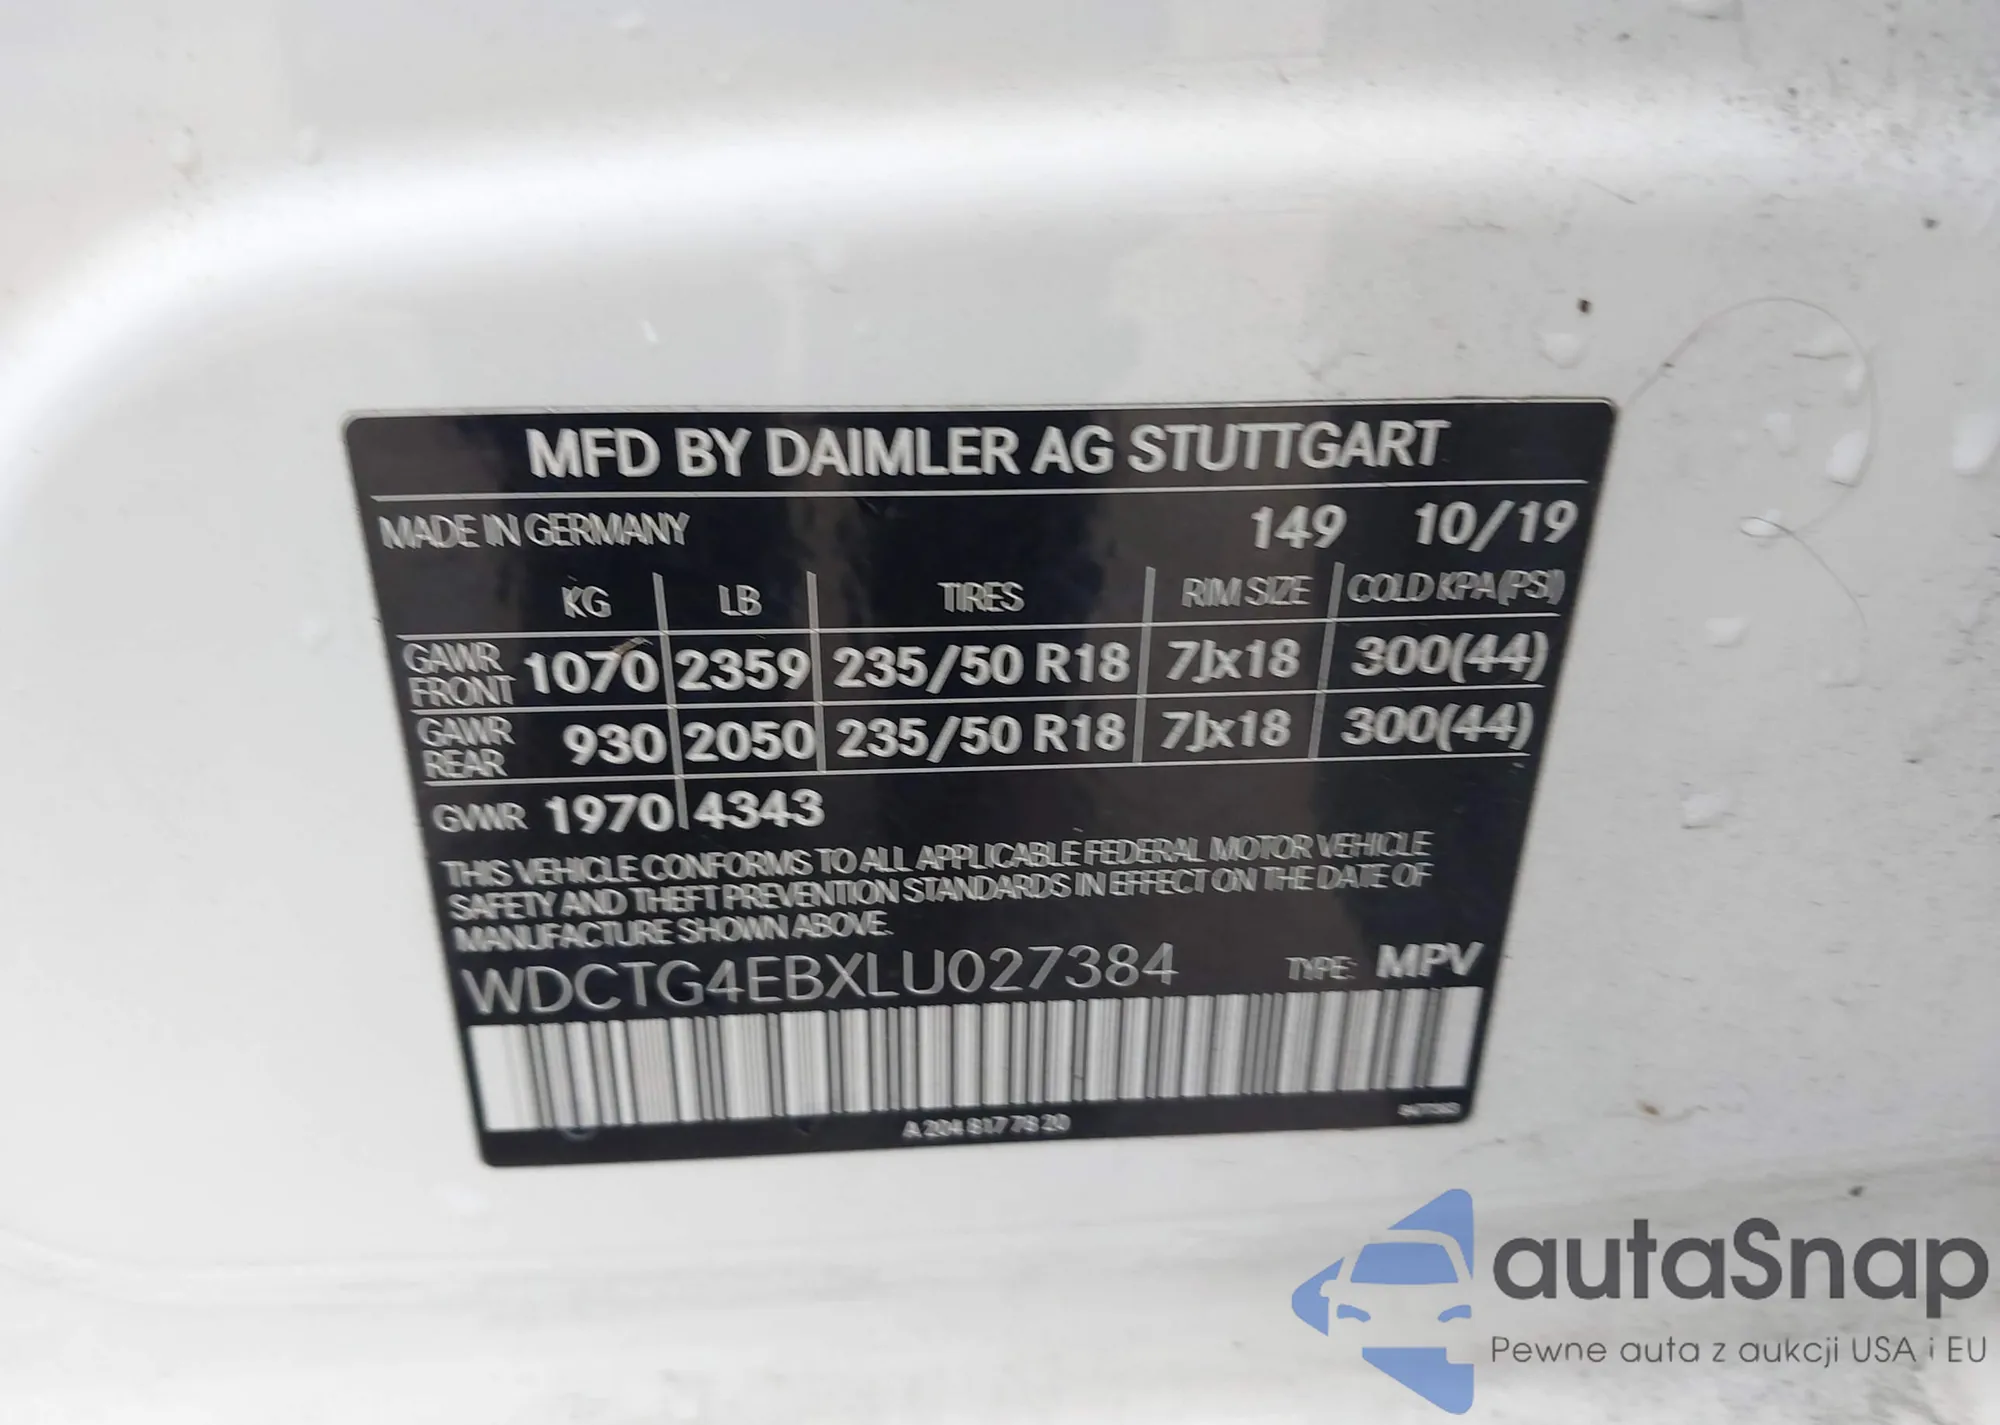 MFD BY DAIMLER AG STUTTGART
MADE IN GERMANY 149 10/19
KG LB TIRES RIM SIZE COLD KPA(PSI)
GAWR FRONT 1070 2359 235/50 R18 7Jx18 300(44)
GAWR REAR 930 2050 235/50 R18 7Jx18 300(44)
GVWR 1970 4343
THIS VEHICLE CONFORMS TO ALL APPLICABLE FEDERAL MOTOR VEHICLE
SAFETY AND THEFT PREVENTION STANDARDS IN EFFECT ON THE DATE OF
MANUFACTURE SHOWN ABOVE.
WDCTG4EBXLU027384 TYPE: MPV
A 204 817 78 20
autaSnap
Pewne auta z aukcji USA i EU